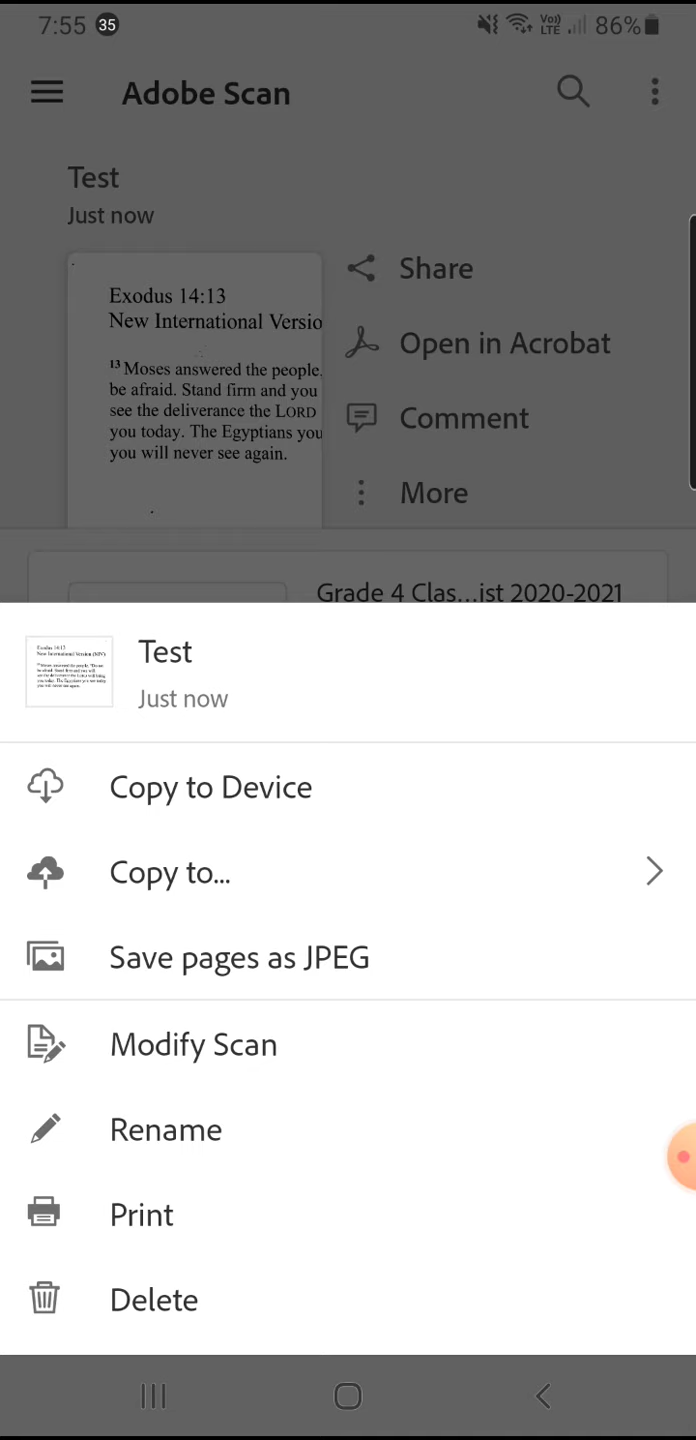 7:55 35 Vo)) LTE 86%
Adobe Scan
Test
Just now
Exodus 14:13
New International Versio
13 Moses answered the people,
be afraid. Stand firm and you
see the deliverance the LORD
you today. The Egyptians you
you will never see again.
Share
Open in Acrobat
Comment
More
Grade 4 Clas...ist 2020-2021
Test
Just now
Copy to Device
Copy to...
Save pages as JPEG
Modify Scan
Rename
Print
Delete